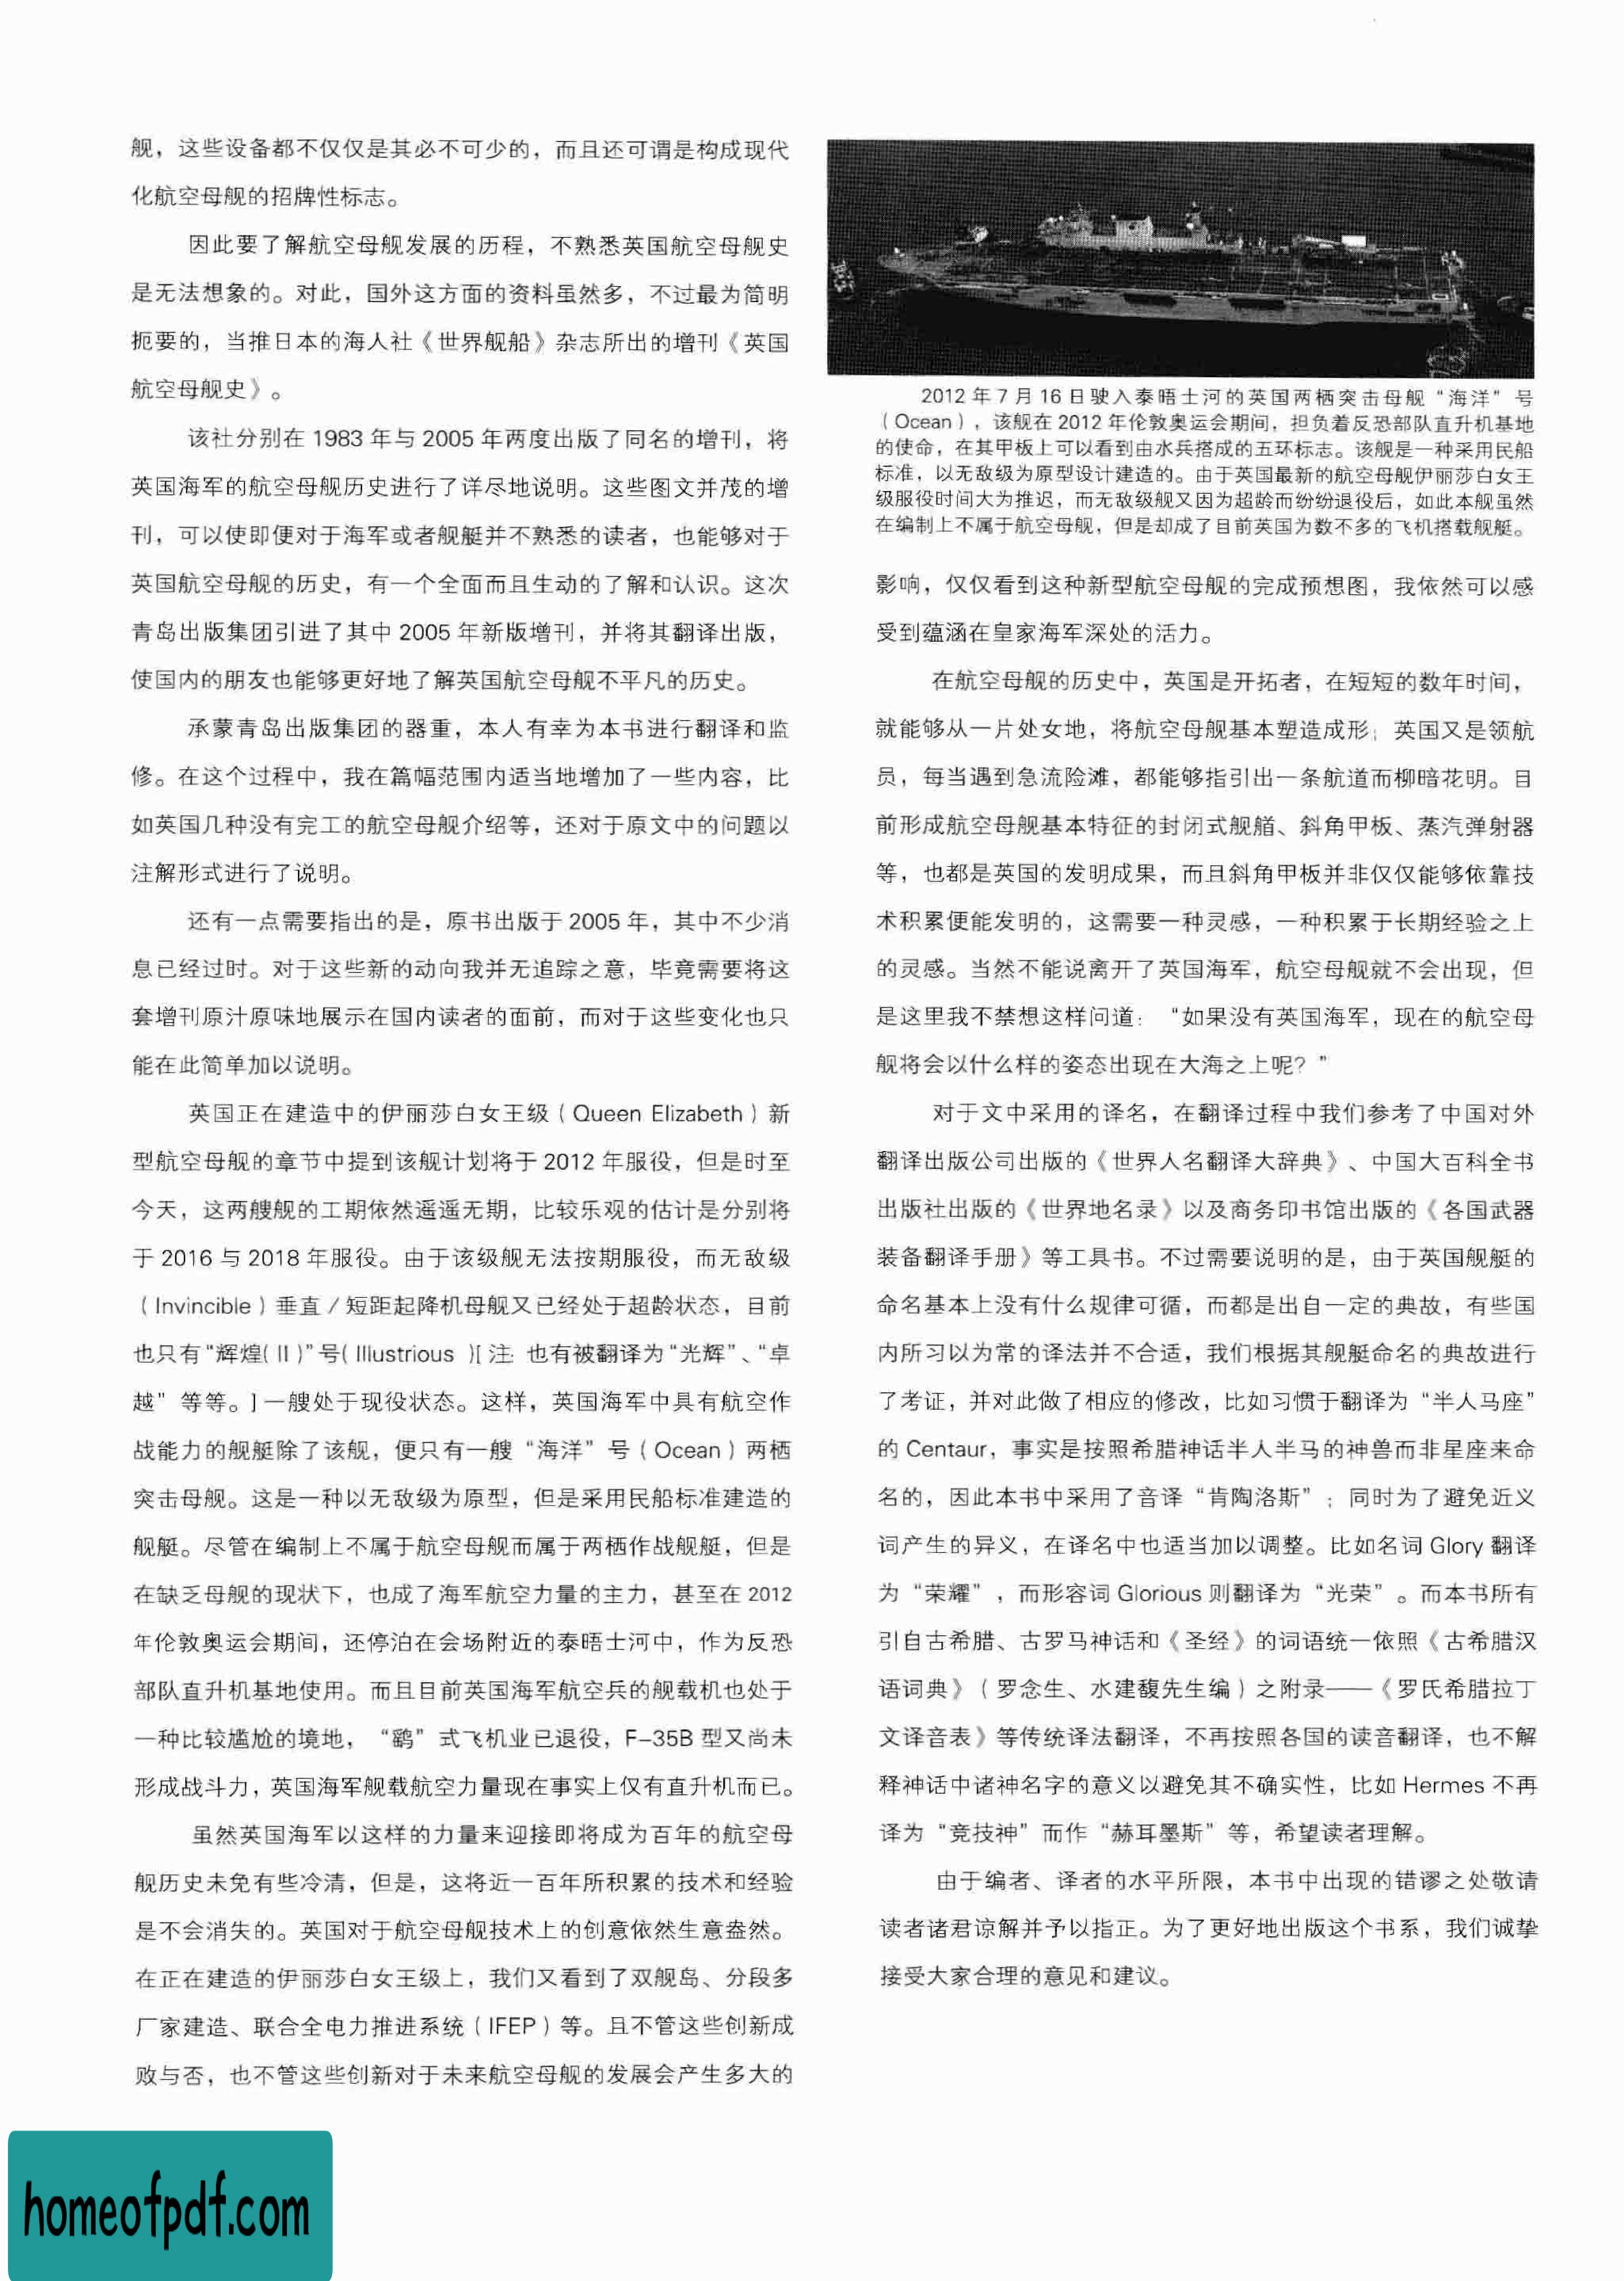 舰，这些设备都不仅仅是其必不可少的，而且还可谓是构成现代
化航空母舰的招牌性标志。
因此要了解航空母舰发展的历程，不熟悉英国航空母舰史
是无法想象的。对此，国外这方面的资料虽然多，不过最为简明
扼要的，当推日本的海人社《世界舰船》杂志所出的增刊《英国
航空母舰史》。
该社分别在 1983 年与 2005 年两度出版了同名的增刊，将
英国海军的航空母舰历史进行了详尽地说明。这些图文并茂的增
刊，可以使即便对于海军或者舰艇并不熟悉的读者，也能够对于
英国航空母舰的历史，有一个全面而且生动的了解和认识。这次
青岛出版集团引进了其中 2005 年新版增刊，并将其翻译出版，
使国内的朋友也能够更好地了解英国航空母舰不平凡的历史。
承蒙青岛出版集团的器重，本人有幸为本书进行翻译和监
修。在这个过程中，我在篇幅范围内适当地增加了一些内容，比
如英国几种没有完工的航空母舰介绍等，还对于原文中的问题以
注解形式进行了说明。
还有一点需要指出的是，原书出版于 2005 年，其中不少消
息已经过时。对于这些新的动向我并无追踪之意，毕竟需要将这
套增刊原汁原味地展示在国内读者的面前，而对于这些变化也只
能在此简单加以说明。
英国正在建造中的伊丽莎白女王级（Queen Elizabeth）新
型航空母舰的章节中提到该舰计划将于 2012 年服役，但是时至
今天，这两艘舰的工期依然遥遥无期，比较乐观的估计是分别将
于 2016 与 2018 年服役。由于该级舰无法按期服役，而无敌级
（Invincible）垂直／短距起降机母舰又已经处于超龄状态，目前
也只有“辉煌(Ⅱ)”号( Illustrious )[ 注: 也有被翻译为“光辉”、“卓
越”等等。] 一艘处于现役状态。这样，英国海军中具有航空作
战能力的舰艇除了该舰，便只有一艘“海洋”号（Ocean）两栖
突击母舰。这是一种以无敌级为原型，但是采用民船标准建造的
舰艇。尽管在编制上不属于航空母舰而属于两栖作战舰艇，但是
在缺乏母舰的现状下，也成了海军航空力量的主力，甚至在 2012
年伦敦奥运会期间，还停泊在会场附近的泰晤士河中，作为反恐
部队直升机基地使用。而且目前英国海军航空兵的舰载机也处于
一种比较尴尬的境地，“鹞”式飞机业已退役，F-35B 型又尚未
形成战斗力，英国海军舰载航空力量现在事实上仅有直升机而已。
虽然英国海军以这样的力量来迎接即将成为百年的航空母
舰历史未免有些冷清，但是，这将近一百年所积累的技术和经验
是不会消失的。英国对于航空母舰技术上的创意依然生意盎然。
在正在建造的伊丽莎白女王级上，我们又看到了双舰岛、分段多
厂家建造、联合全电力推进系统（IFEP）等。且不管这些创新成
败与否，也不管这些创新对于未来航空母舰的发展会产生多大的
2012 年 7 月 16 日驶入泰晤士河的英国两栖突击母舰“海洋”号
（Ocean），该舰在 2012 年伦敦奥运会期间，担负着反恐部队直升机基地
的使命，在其甲板上可以看到由水兵搭成的五环标志。该舰是一种采用民船
标准，以无敌级为原型设计建造的。由于英国最新的航空母舰伊丽莎白女王
级服役时间大为推迟，而无敌级舰又因为超龄而纷纷退役后，如此本舰虽然
在编制上不属于航空母舰，但是却成了目前英国为数不多的飞机搭载舰艇。
影响，仅仅看到这种新型航空母舰的完成预想图，我依然可以感
受到蕴涵在皇家海军深处的活力。
在航空母舰的历史中，英国是开拓者，在短短的数年时间，
就能够从一片处女地，将航空母舰基本塑造成形；英国又是领航
员，每当遇到急流险滩，都能够指引出一条航道而柳暗花明。目
前形成航空母舰基本特征的封闭式舰艏、斜角甲板、蒸汽弹射器
等，也都是英国的发明成果，而且斜角甲板并非仅仅能够依靠技
术积累便能发明的，这需要一种灵感，一种积累于长期经验之上
的灵感。当然不能说离开了英国海军，航空母舰就不会出现，但
是这里我不禁想这样问道：“如果没有英国海军，现在的航空母
舰将会以什么样的姿态出现在大海之上呢？”
对于文中采用的译名，在翻译过程中我们参考了中国对外
翻译出版公司出版的《世界人名翻译大辞典》、中国大百科全书
出版社出版的《世界地名录》以及商务印书馆出版的《各国武器
装备翻译手册》等工具书。不过需要说明的是，由于英国舰艇的
命名基本上没有什么规律可循，而都是出自一定的典故，有些国
内所习以为常的译法并不合适，我们根据其舰艇命名的典故进行
了考证，并对此做了相应的修改，比如习惯于翻译为“半人马座”
的 Centaur，事实是按照希腊神话半人半马的神兽而非星座来命
名的，因此本书中采用了音译“肯陶洛斯”；同时为了避免近义
词产生的异义，在译名中也适当加以调整。比如名词 Glory 翻译
为“荣耀”，而形容词 Glorious 则翻译为“光荣”。而本书所有
引自古希腊、古罗马神话和《圣经》的词语统一依照《古希腊汉
语词典》（罗念生、水建馥先生编）之附录——《罗氏希腊拉丁
文译音表》等传统译法翻译，不再按照各国的读音翻译，也不解
释神话中诸神名字的意义以避免其不确实性，比如 Hermes 不再
译为“竞技神”而作“赫耳墨斯”等，希望读者理解。
由于编者、译者的水平所限，本书中出现的错谬之处敬请
读者诸君谅解并予以指正。为了更好地出版这个书系，我们诚挚
接受大家合理的意见和建议。
homeofpdf.com